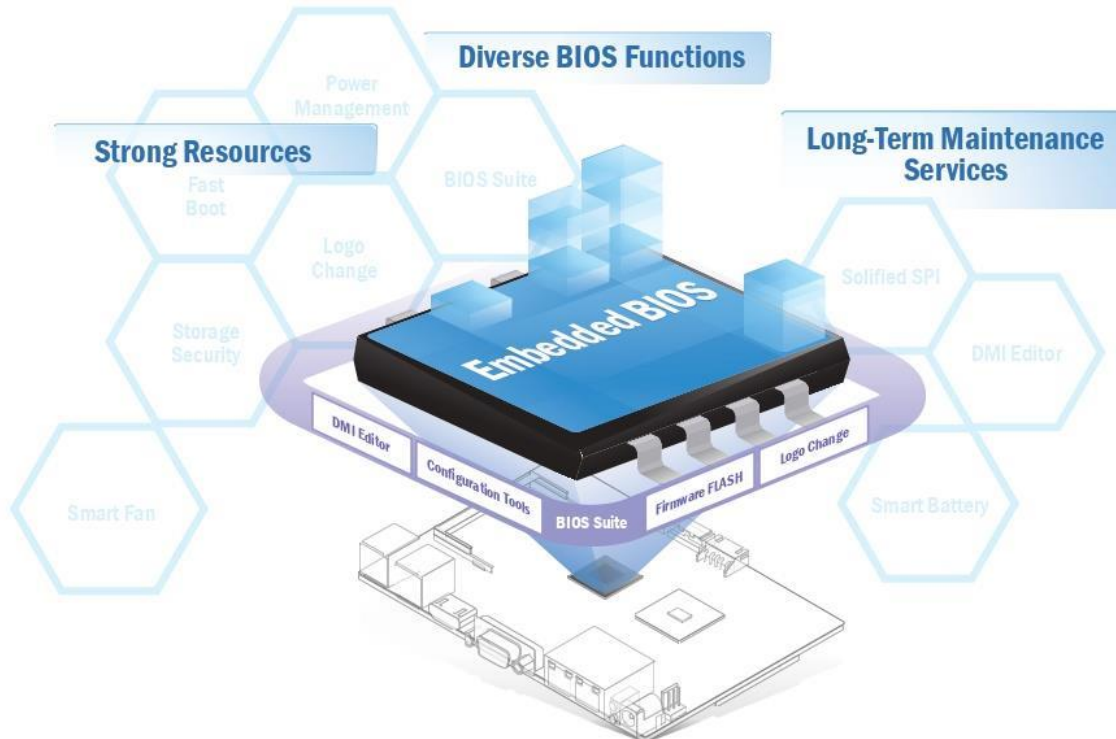 Diverse BIOS Functions
Power
Management
Strong Resources
Long-Term Maintenance
Services
BIOS Suite
Fast
Boot
Logo
Change
Solified SPI
Storage
Security
DMI Editor
Embedded BIOS
DMI Editor
Configuration Tools
BIOS Suite
Firmware FLASH
Logo Change
Smart Fan
Smart Battery